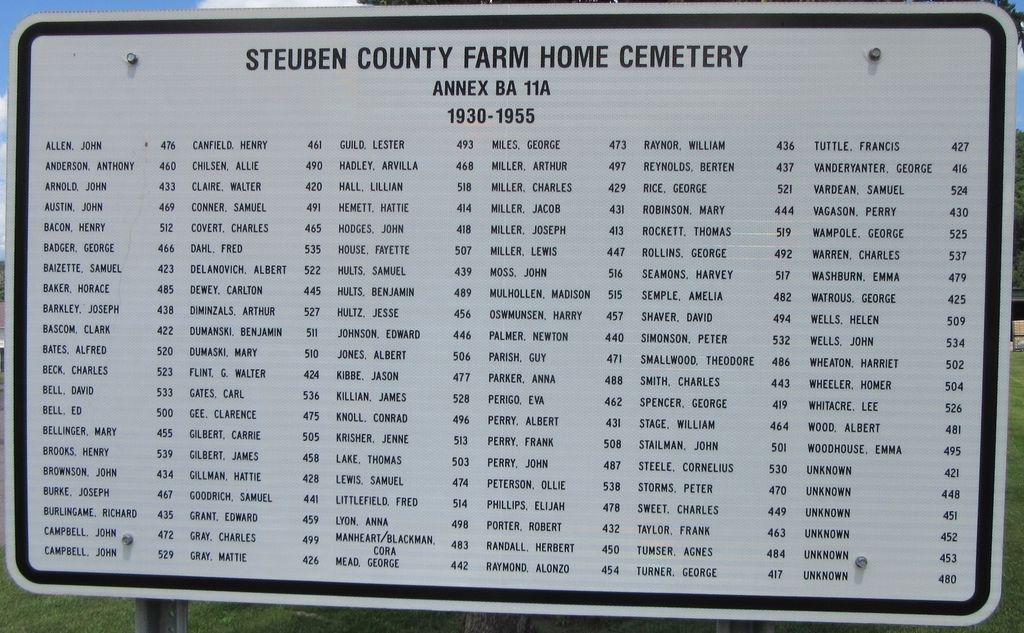 STEUBEN COUNTY FARM HOME CEMETERY
ANNEX BA 11A
1930-1955
ALLEN, JOHN 476
ANDERSON, ANTHONY 460
ARNOLD, JOHN 433
AUSTIN, JOHN 469
BACON, HENRY 512
BADGER, GEORGE 466
BAIZETTE, SAMUEL 423
BAKER, HORACE 485
BARKLEY, JOSEPH 438
BASCOM, CLARK 422
BATES, ALFRED 520
BECK, CHARLES 523
BELL, DAVID 533
BELL, ED 500
BELLINGER, MARY 455
BROOKS, HENRY 539
BROWNSON, JOHN 434
BURKE, JOSEPH 467
BURLINGAME, RICHARD 435
CAMPBELL, JOHN 472
CAMPBELL, JOHN 529
CANFIELD, HENRY 461
CHILSEN, ALLIE 490
CLAIRE, WALTER 420
CONNER, SAMUEL 491
COVERT, CHARLES 465
DAHL, FRED 535
DELANOVICH, ALBERT 522
DEWEY, CARLTON 445
DIMINZALS, ARTHUR 527
DUMANSKI, BENJAMIN 511
DUMASKI, MARY 510
FLINT, G. WALTER 424
GATES, CARL 536
GEE, CLARENCE 475
GILBERT, CARRIE 505
GILBERT, JAMES 458
GILLMAN, HATTIE 428
GOODRICH, SAMUEL 441
GRANT, EDWARD 459
GRAY, CHARLES 499
GRAY, MATTIE 426
GUILD, LESTER 493
HADLEY, ARVILLA 468
HALL, LILLIAN 518
HEMETT, HATTIE 414
HODGES, JOHN 418
HOUSE, FAYETTE 507
HULTS, SAMUEL 439
HULTS, BENJAMIN 489
HULTZ, JESSE 456
JOHNSON, EDWARD 446
JONES, ALBERT 506
KIBBE, JASON 477
KILLIAN, JAMES 528
KNOLL, CONRAD 496
KRISHER, JENNE 513
LAKE, THOMAS 503
LEWIS, SAMUEL 474
LITTLEFIELD, FRED 514
LYON, ANNA 498
MANHEART/BLACKMAN,
CORA 483
MEAD, GEORGE 442
MILES, GEORGE 473
MILLER, ARTHUR 497
MILLER, CHARLES 429
MILLER, JACOB 431
MILLER, JOSEPH 413
MILLER, LEWIS 447
MOSS, JOHN 516
MULHOLLEN, MADISON 515
OSWMUNSEN, HARRY 457
PALMER, NEWTON 440
PARISH, GUY 471
PARKER, ANNA 488
PERIGO, EVA 462
PERRY, ALBERT 431
PERRY, FRANK 508
PERRY, JOHN 487
PETERSON, OLLIE 538
PHILLIPS, ELIJAH 478
PORTER, ROBERT 432
RANDALL, HERBERT 450
RAYMOND, ALONZO 454
RAYNOR, WILLIAM 436
REYNOLDS, BERTEN 437
RICE, GEORGE 521
ROBINSON, MARY 444
ROCKETT, THOMAS 519
ROLLINS, GEORGE 492
SEAMONS, HARVEY 517
SEMPLE, AMELIA 482
SHAVER, DAVID 494
SIMONSON, PETER 532
SMALLWOOD, THEODORE 486
SMITH, CHARLES 443
SPENCER, GEORGE 419
STAGE, WILLIAM 464
STAILMAN, JOHN 501
STEELE, CORNELIUS 530
STORMS, PETER 470
SWEET, CHARLES 449
TAYLOR, FRANK 463
TUMSER, AGNES 484
TURNER, GEORGE 417
TUTTLE, FRANCIS 427
VANDERYANTER, GEORGE 416
VARDEAN, SAMUEL 524
VAGASON, PERRY 430
WAMPOLE, GEORGE 525
WARREN, CHARLES 537
WASHBURN, EMMA 479
WATROUS, GEORGE 425
WELLS, HELEN 509
WELLS, JOHN 534
WHEATON, HARRIET 502
WHEELER, HOMER 504
WHITACRE, LEE 526
WOOD, ALBERT 481
WOODHOUSE, EMMA 495
UNKNOWN 421
UNKNOWN 448
UNKNOWN 451
UNKNOWN 452
UNKNOWN 453
UNKNOWN 480